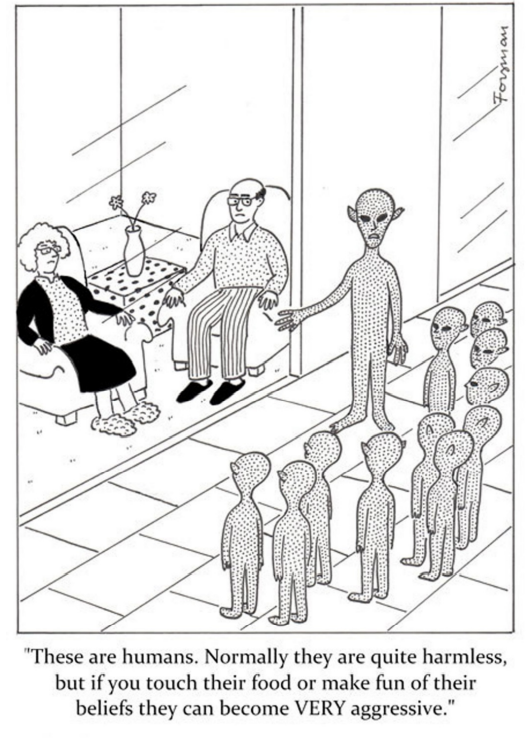 Forsman
"These are humans. Normally they are quite harmless,
but if you touch their food or make fun of their
beliefs they can become VERY aggressive."